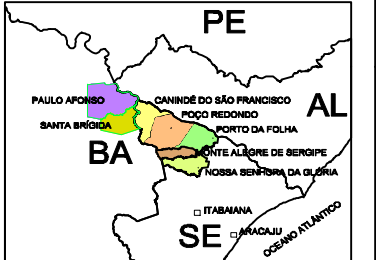 PE
PAULO AFONSO
CANINDÉ DO SÃO FRANCISCO
AL
POÇO REDONDO
SANTA BRÍGIDA
PORTO DA FOLHA
BA
MONTE ALEGRE DE SERGIPE
NOSSA SENHORA DA GLÓRIA
ITABAIANA
SE
ARACAJU
OCEANO ATLÂNTICO